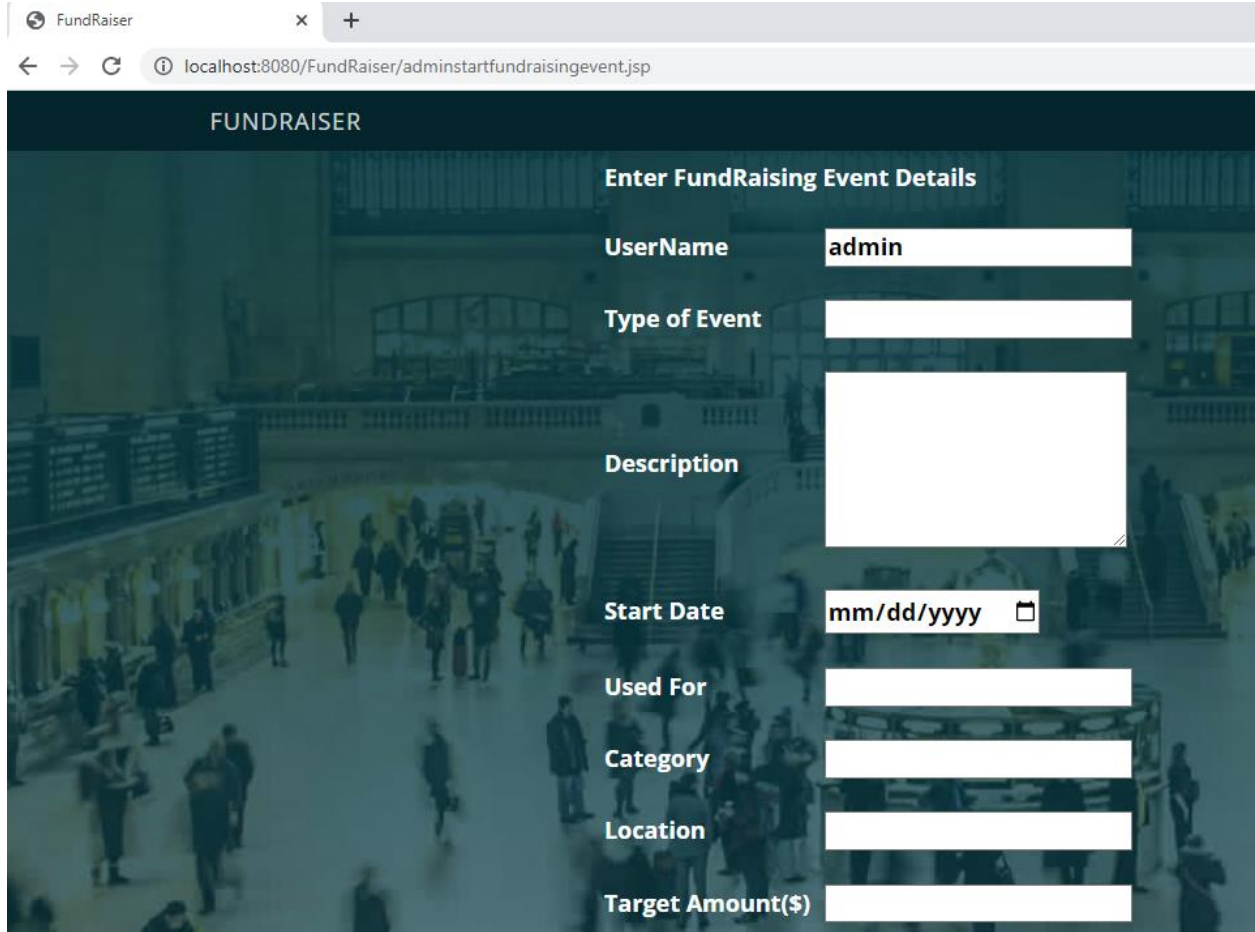 FundRaiser
localhost:8080/FundRaiser/adminstartfundraisingevent.jsp
FUNDRAISER
Enter FundRaising Event Details
UserName admin
Type of Event
Description
Start Date mm/dd/yyyy
Used For
Category
Location
Target Amount($)